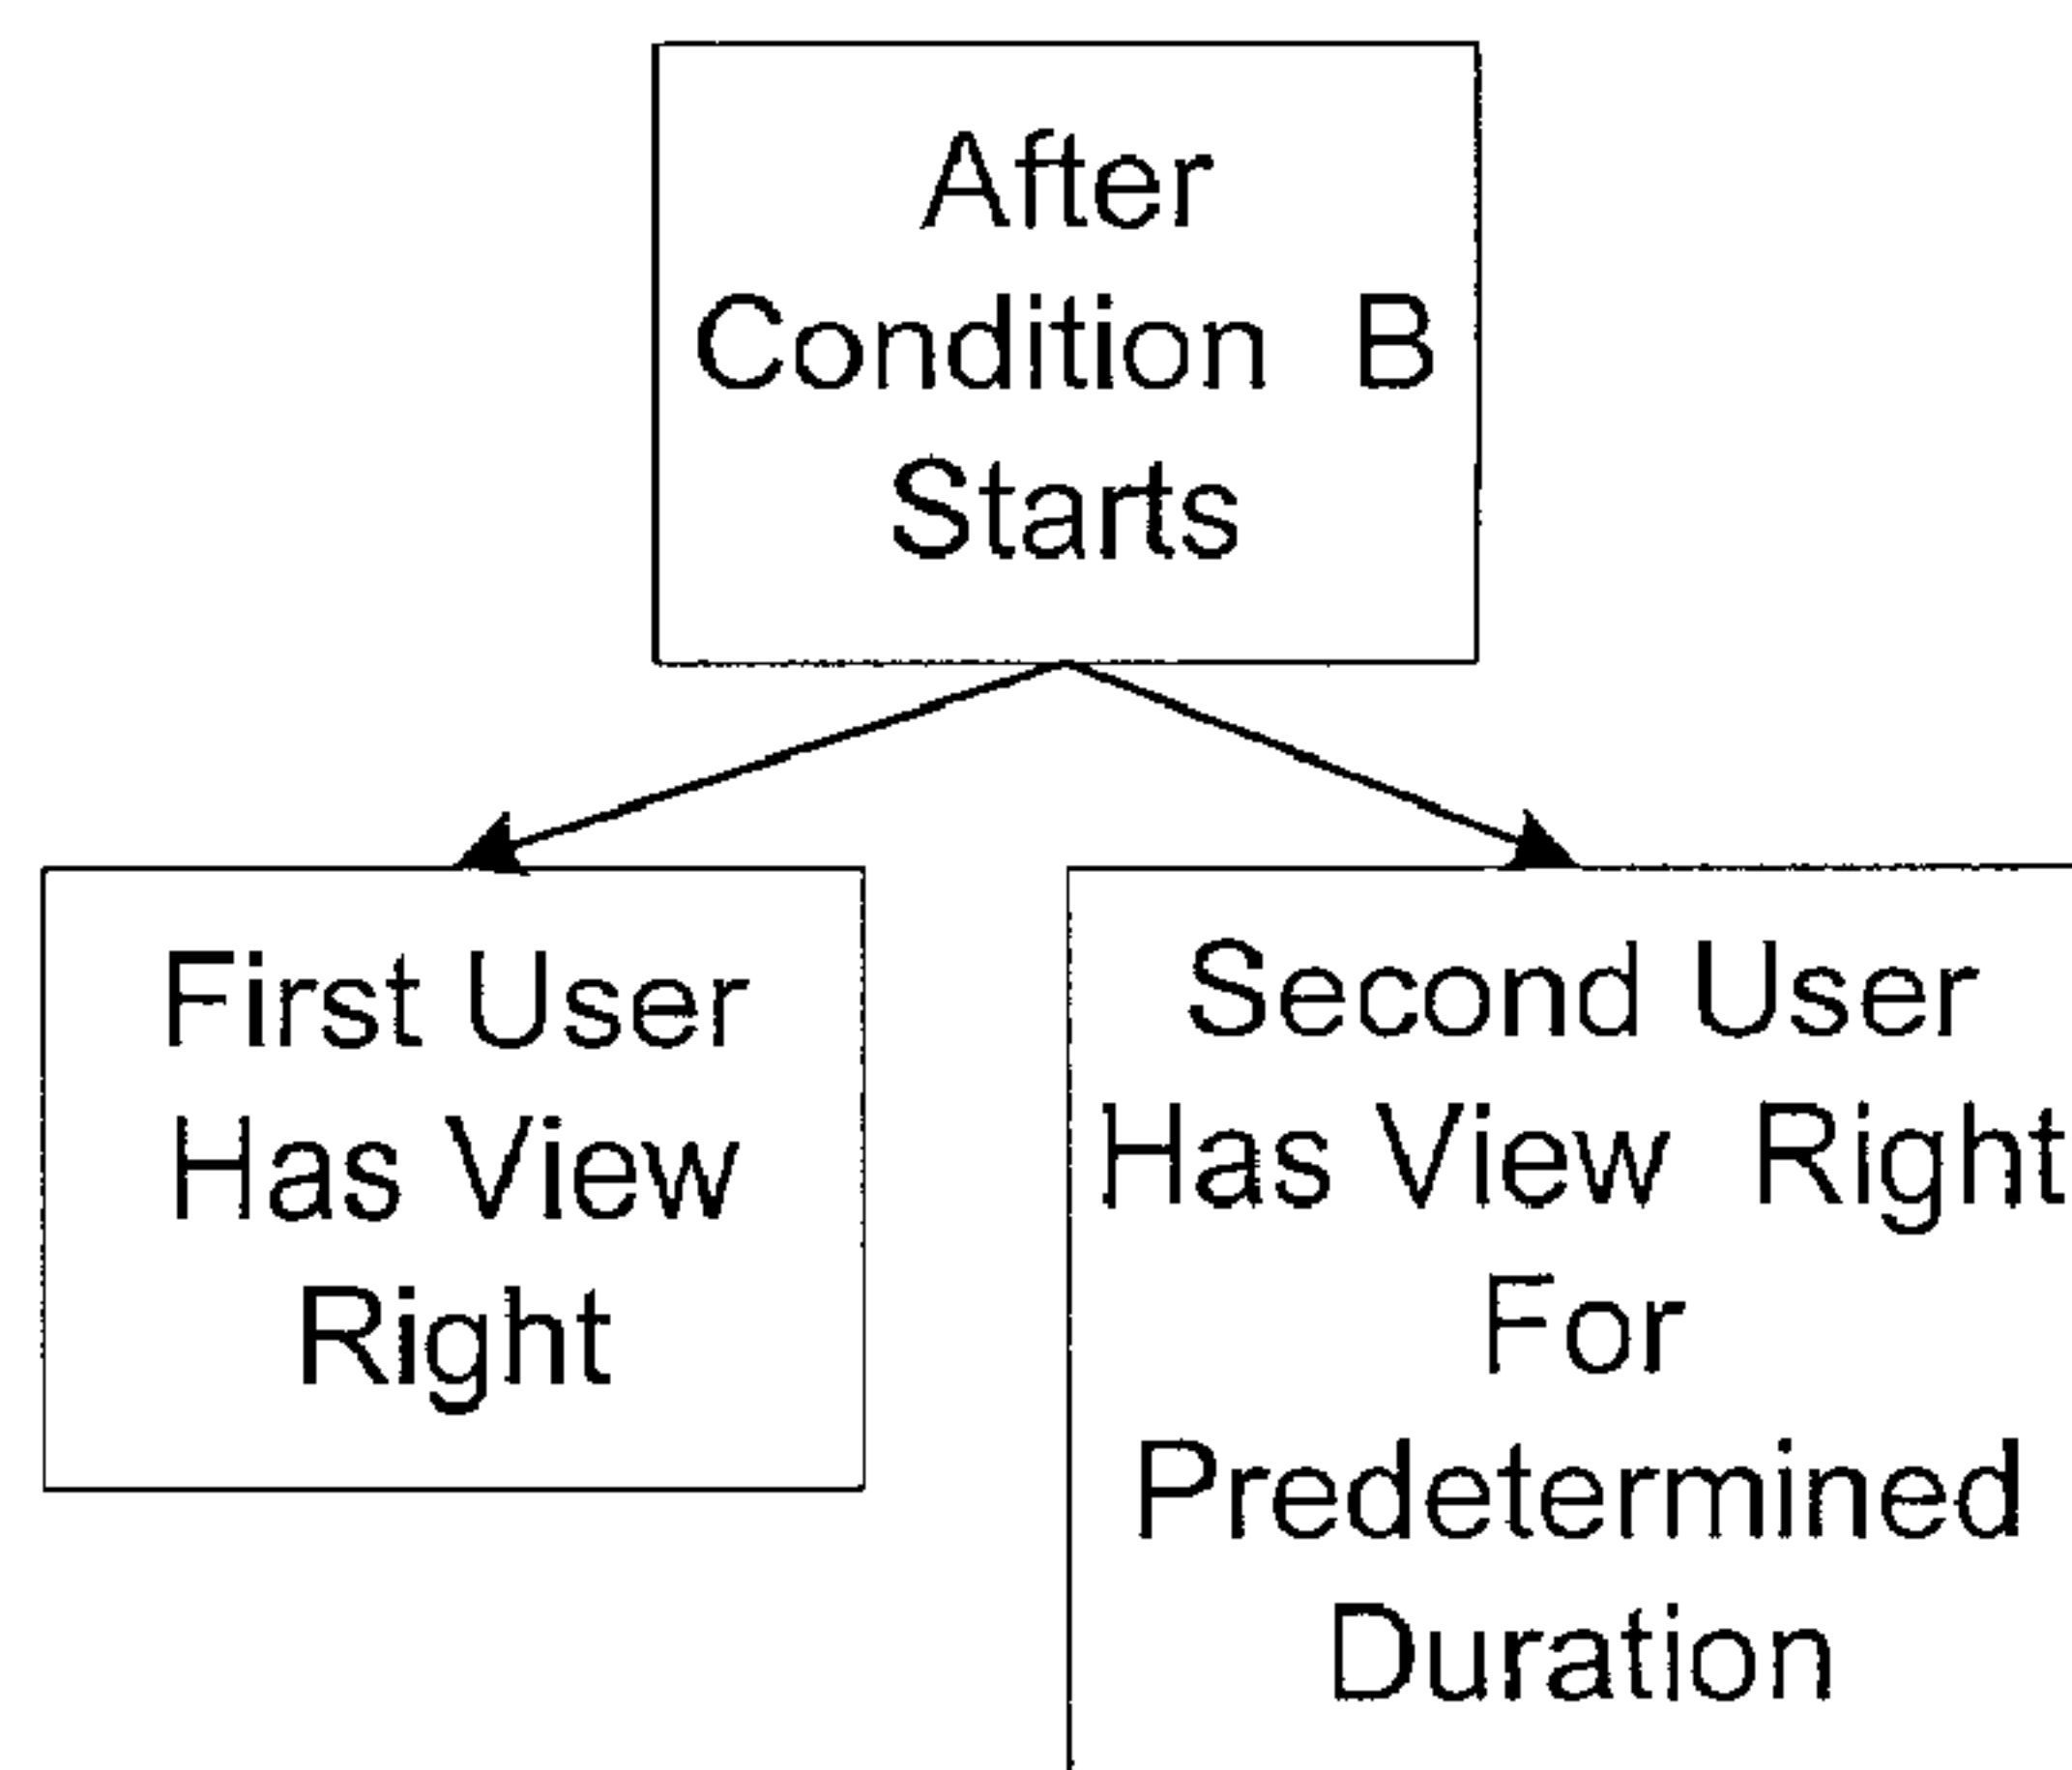 After
Condition B
Starts
First User
Has View
Right
Second User
Has View Right
For
Predetermined
Duration